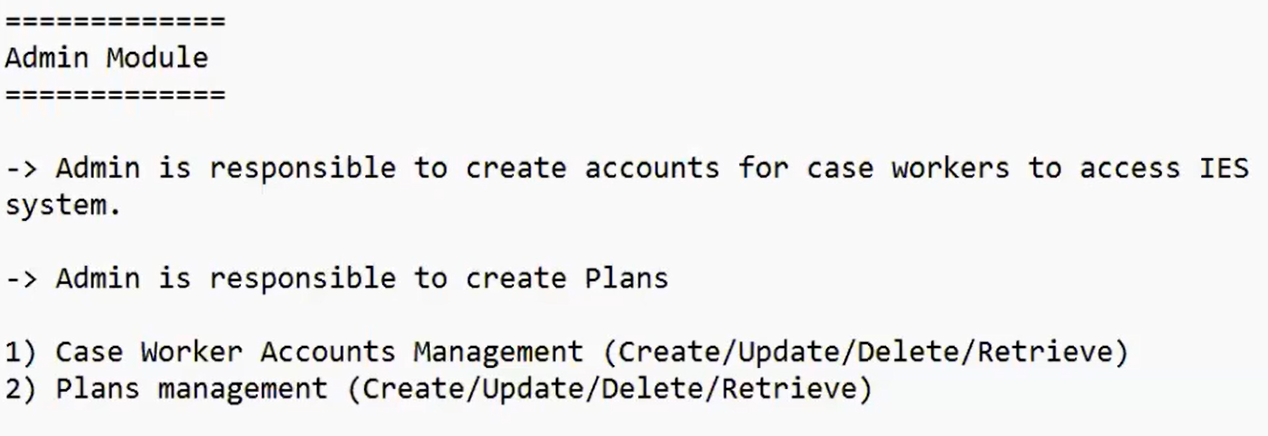 =============
Admin Module
=============
-> Admin is responsible to create accounts for case workers to access IES
system.
-> Admin is responsible to create Plans
1) Case Worker Accounts Management (Create/Update/Delete/Retrieve)
2) Plans management (Create/Update/Delete/Retrieve)